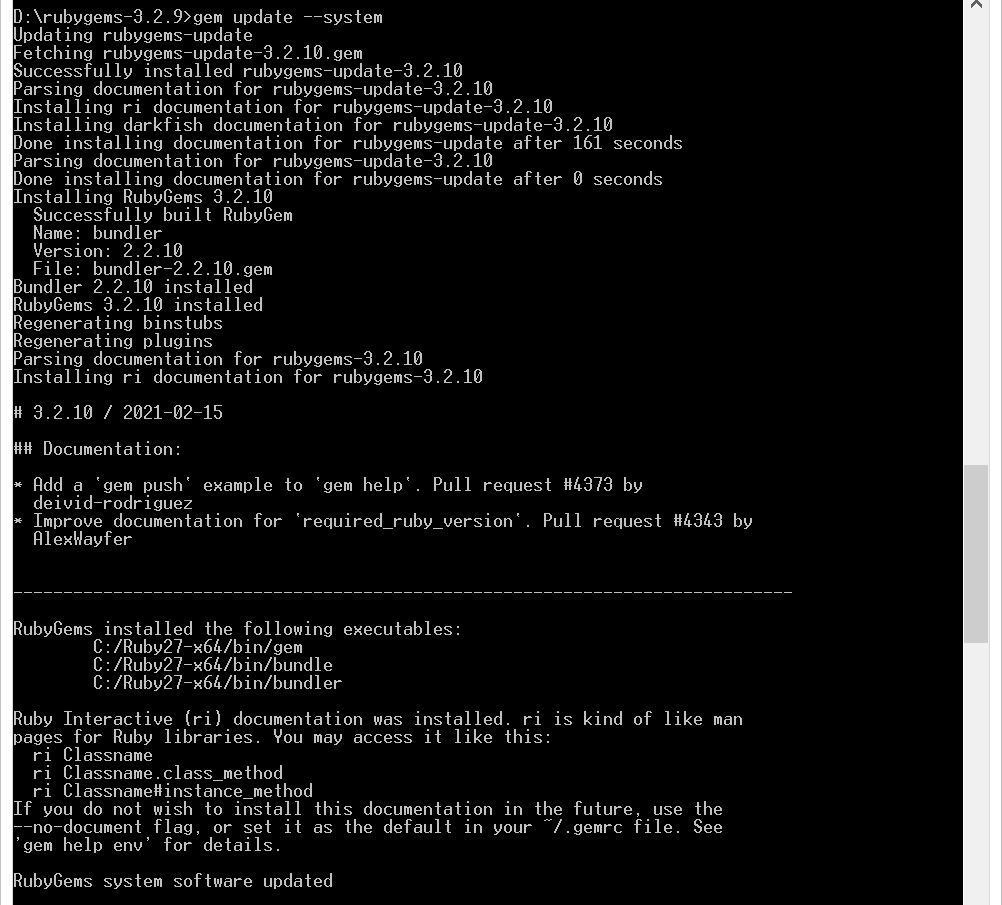 D:\rubygems-3.2.9>gem update --system
Updating rubygems-update
Fetching rubygems-update-3.2.10.gem
Successfully installed rubygems-update-3.2.10
Parsing documentation for rubygems-update-3.2.10
Installing ri documentation for rubygems-update-3.2.10
Installing darkfish documentation for rubygems-update-3.2.10
Done installing documentation for rubygems-update after 161 seconds
Parsing documentation for rubygems-update-3.2.10
Done installing documentation for rubygems-update after 0 seconds
Installing RubyGems 3.2.10
  Successfully built RubyGem
  Name: bundler
  Version: 2.2.10
  File: bundler-2.2.10.gem
Bundler 2.2.10 installed
RubyGems 3.2.10 installed
Regenerating binstubs
Regenerating plugins
Parsing documentation for rubygems-3.2.10
Installing ri documentation for rubygems-3.2.10
# 3.2.10 / 2021-02-15
## Documentation:
* Add a `gem push` example to `gem help`. Pull request #4373 by
  deivid-rodriguez
* Improve documentation for `required_ruby_version`. Pull request #4343 by
  AlexWayfer
------------------------------------------------------------------------------
RubyGems installed the following executables:
        C:/Ruby27-x64/bin/gem
        C:/Ruby27-x64/bin/bundle
        C:/Ruby27-x64/bin/bundler
Ruby Interactive (ri) documentation was installed. ri is kind of like man
pages for Ruby libraries. You may access it like this:
  ri Classname
  ri Classname.class_method
  ri Classname#instance_method
If you do not wish to install this documentation in the future, use the
--no-document flag, or set it as the default in your ~/.gemrc file. See
'gem help env' for details.
RubyGems system software updated